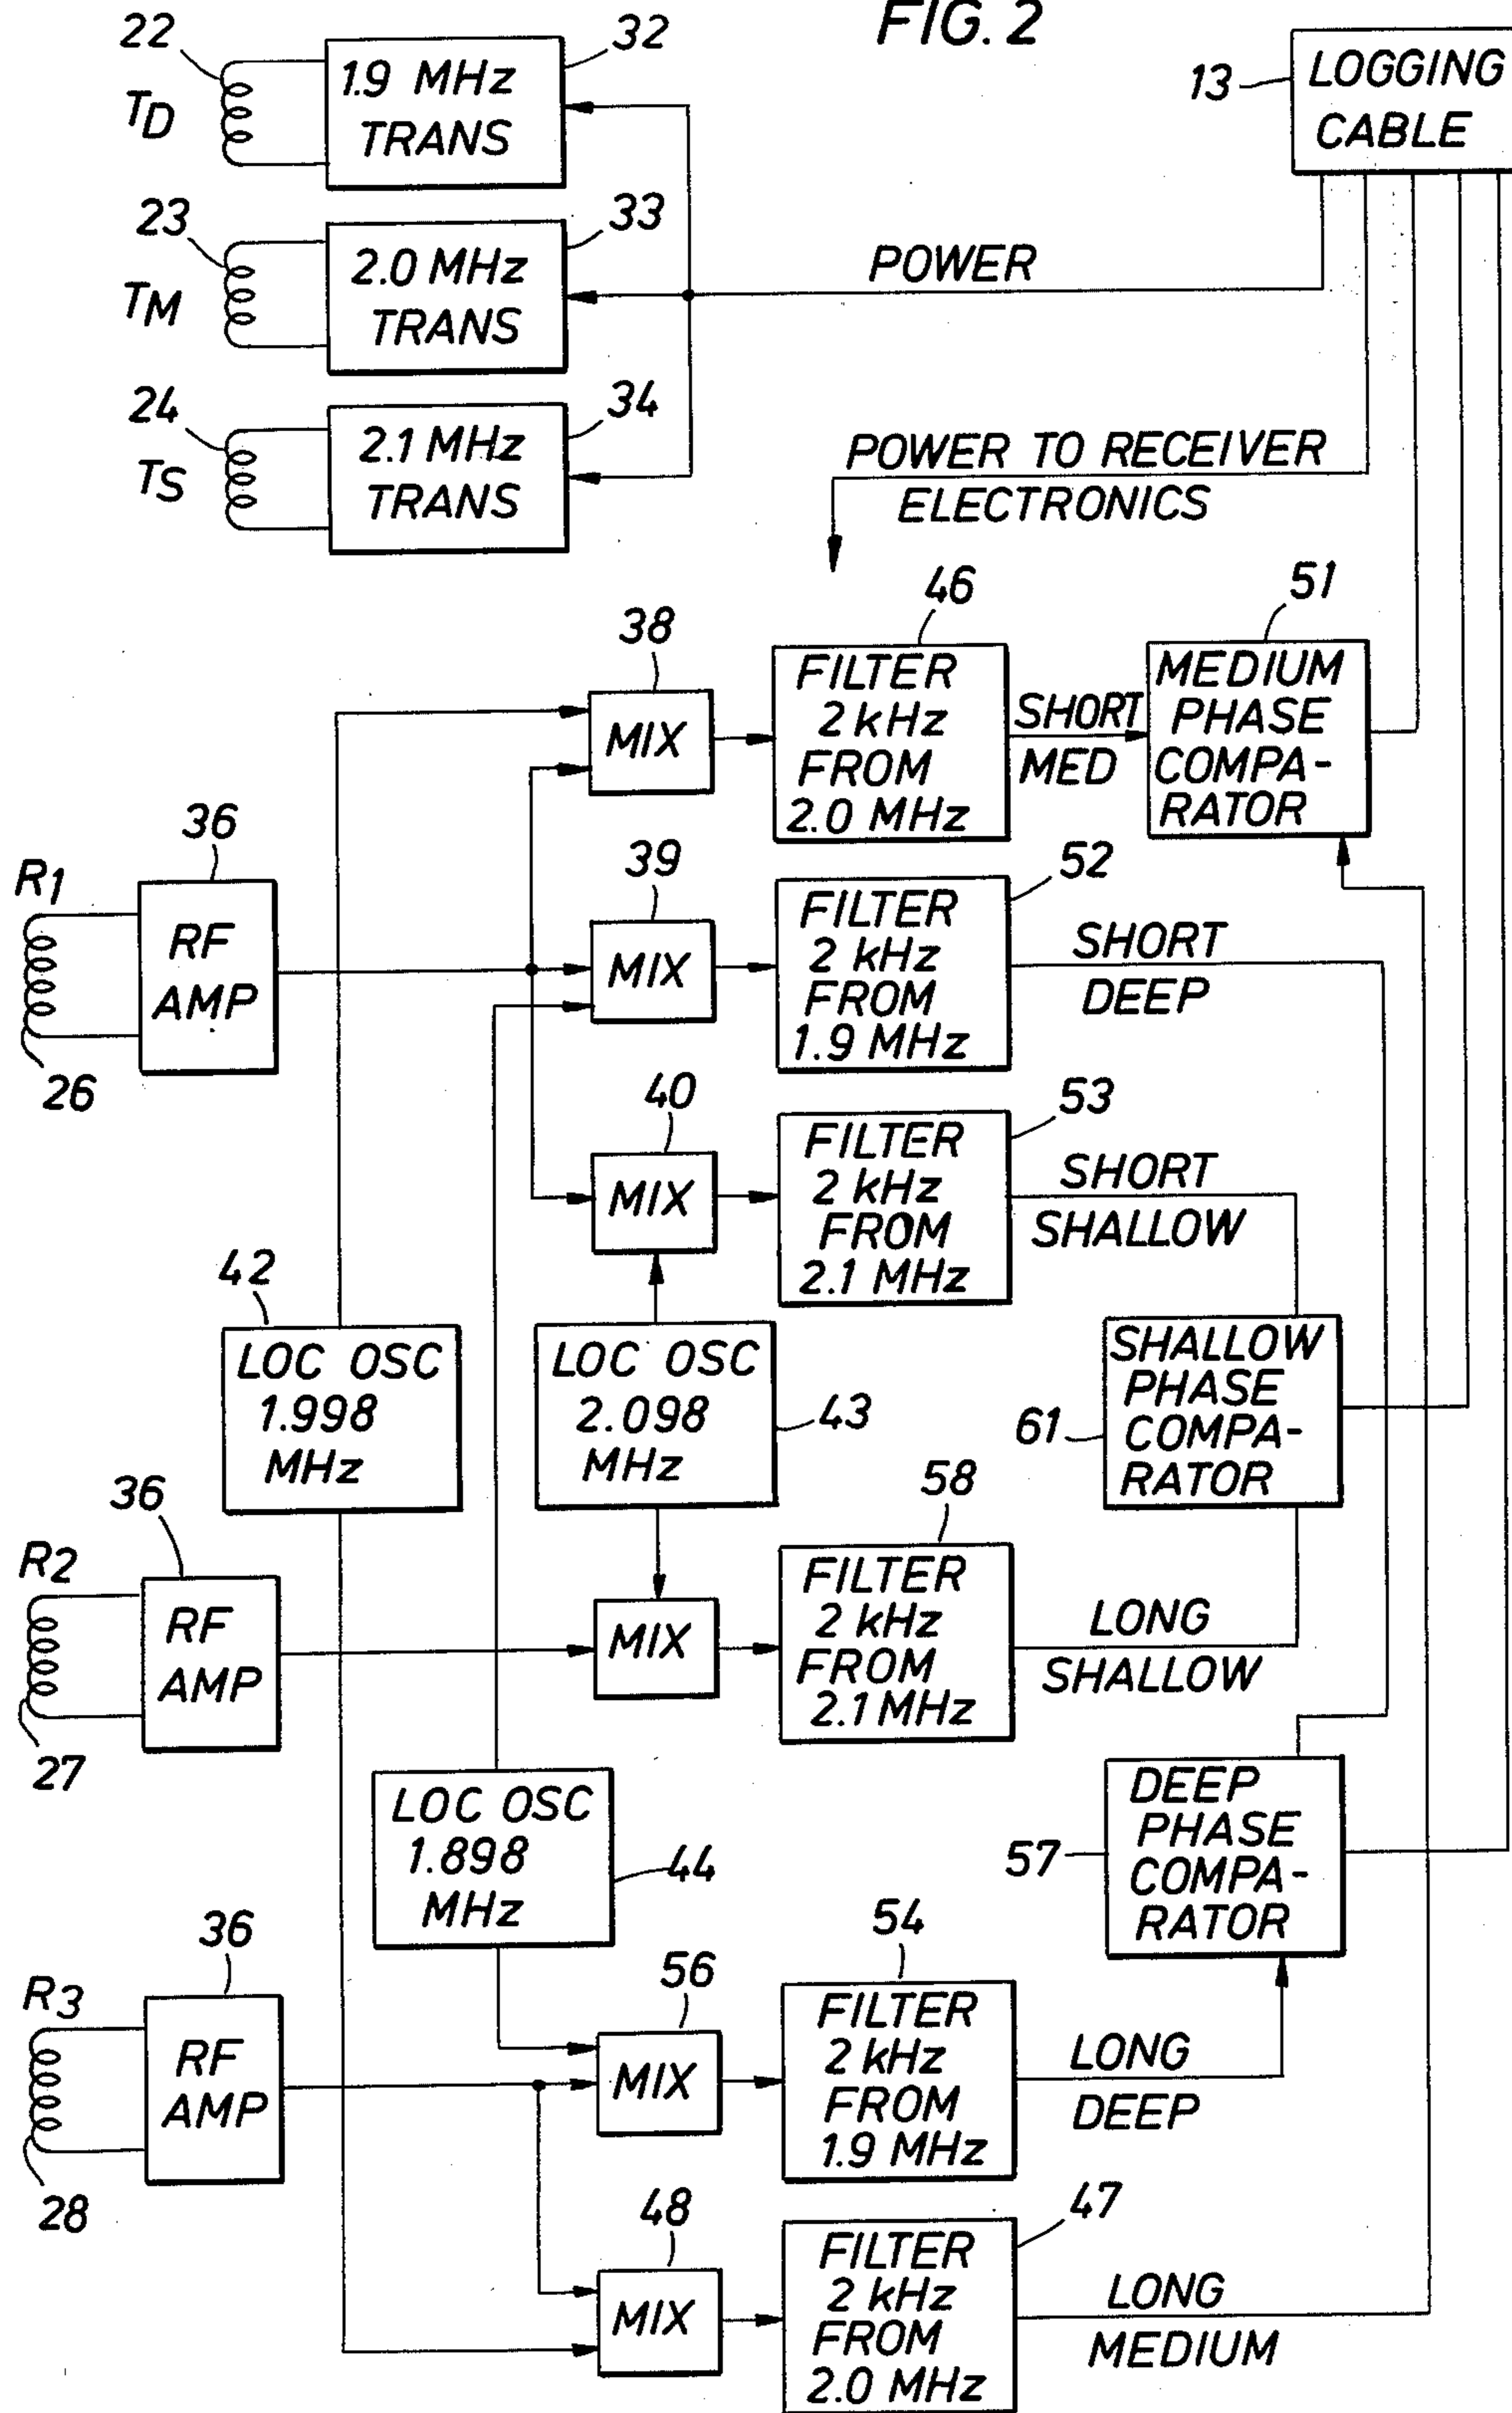 FIG. 2
22
TD
1.9 MHz
TRANS
32
13
LOGGING
CABLE
23
TM
2.0 MHz
TRANS
33
POWER
24
TS
2.1 MHz
TRANS
34
POWER TO RECEIVER
ELECTRONICS
38
MIX
46
FILTER
2 kHz
FROM
2.0 MHz
SHORT
MED
51
MEDIUM
PHASE
COMPA-
RATOR
R1
36
RF
AMP
26
39
MIX
52
FILTER
2 kHz
FROM
1.9 MHz
SHORT
DEEP
40
MIX
53
FILTER
2 kHz
FROM
2.1 MHz
SHORT
SHALLOW
42
LOC OSC
1.998
MHz
LOC OSC
2.098
MHz
43
61
SHALLOW
PHASE
COMPA-
RATOR
R2
36
RF
AMP
27
MIX
58
FILTER
2 kHz
FROM
2.1 MHz
LONG
SHALLOW
LOC OSC
1.898
MHz
44
57
DEEP
PHASE
COMPA-
RATOR
R3
36
RF
AMP
28
56
MIX
54
FILTER
2 kHz
FROM
1.9 MHz
LONG
DEEP
48
MIX
47
FILTER
2 kHz
FROM
2.0 MHz
LONG
MEDIUM